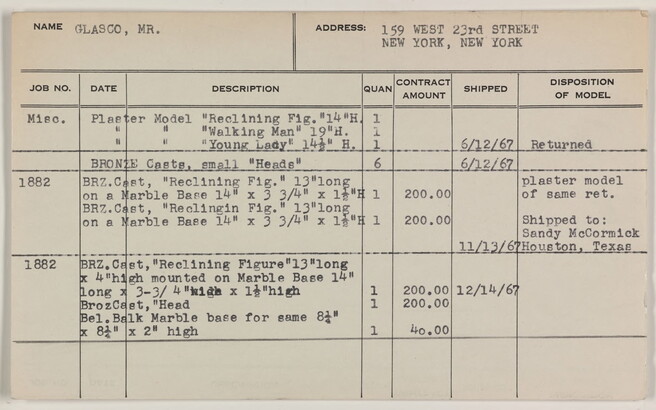 NAME GLASCO, MR. ADDRESS: 159 WEST 23rd STREET
NEW YORK, NEW YORK
JOB NO. DATE DESCRIPTION QUAN CONTRACT AMOUNT SHIPPED DISPOSITION OF MODEL
Misc. Plaster Model "Reclining Fig."14"H. 1
" " "Walking Man" 19"H. 1
" " "Young Lady" 14½" H. 1 6/12/67 Returned
BRONZE Casts, small "Heads" 6 6/12/67
1882 BRZ.Cast, "Reclining Fig." 13"long plaster model
on a Marble Base 14" x 3 3/4" x 1½"H 1 200.00 of same ret.
BRZ.Cast, "Reclingin Fig." 13"long
on a Marble Base 14" x 3 3/4" x 1½"H 1 200.00 Shipped to:
Sandy McCormick
11/13/67 Houston, Texas
1882 BRZ.Cast,"Reclining Figure"13"long
x 4"high mounted on Marble Base 14"
long x 3-3/ 4"high x 1½"high 1 200.00 12/14/67
BrozCast,"Head 1 200.00
Bel.Balk Marble base for same 8¼"
x 8¼" x 2" high 1 40.00